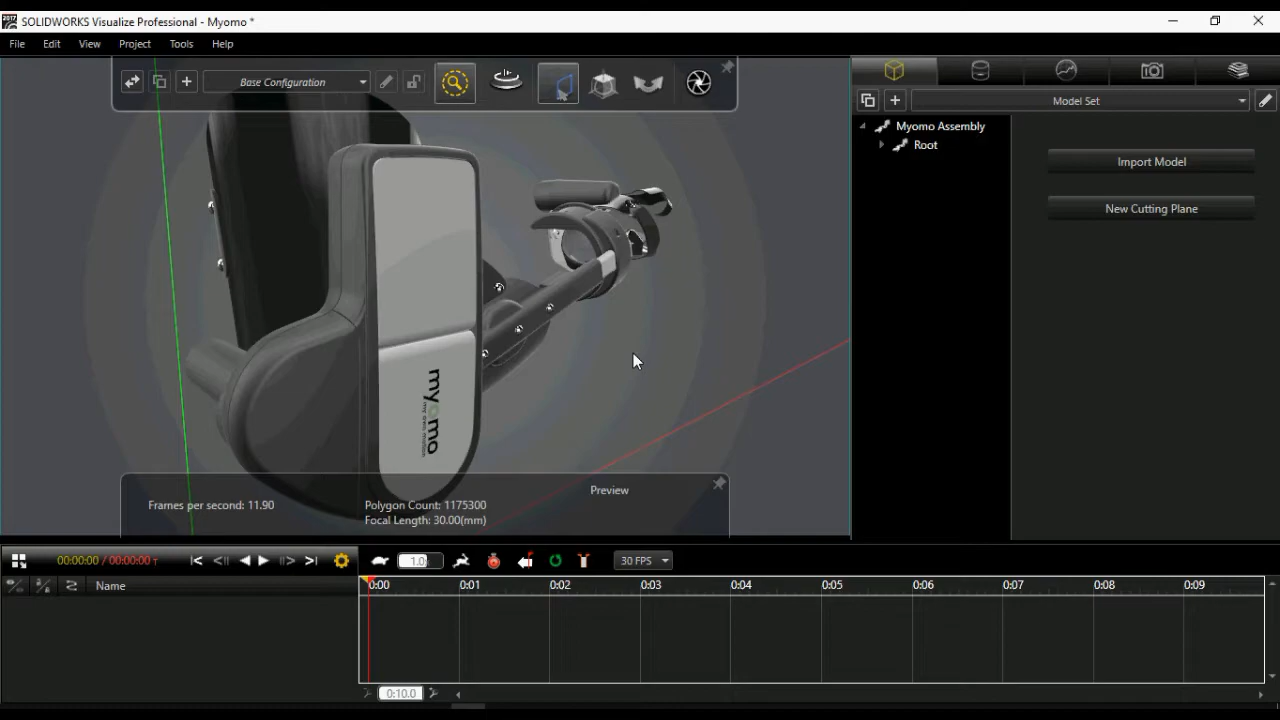 2017
SOLIDWORKS Visualize Professional - Myomo *
File Edit View Project Tools Help
Base Configuration
Model Set
Myomo Assembly
Root
Import Model
New Cutting Plane
myomo
Preview
Frames per second: 11.90
Polygon Count: 1175300
Focal Length: 30.00(mm)
00:00:00 / 00:00:00
1.0
30 FPS
Name
0:00 0:01 0:02 0:03 0:04 0:05 0:06 0:07 0:08 0:09
0:10.0